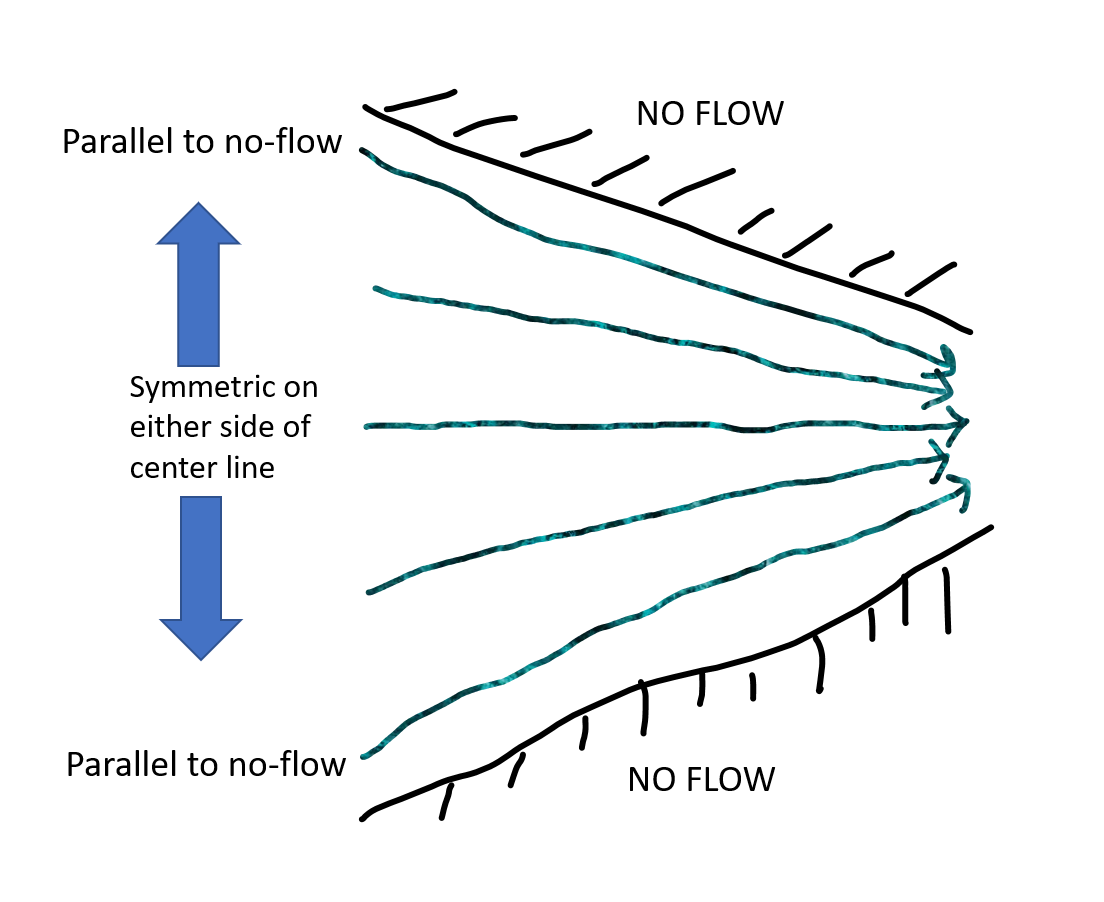 NO FLOW
Parallel to no-flow
Symmetric on
either side of
center line
Parallel to no-flow
NO FLOW